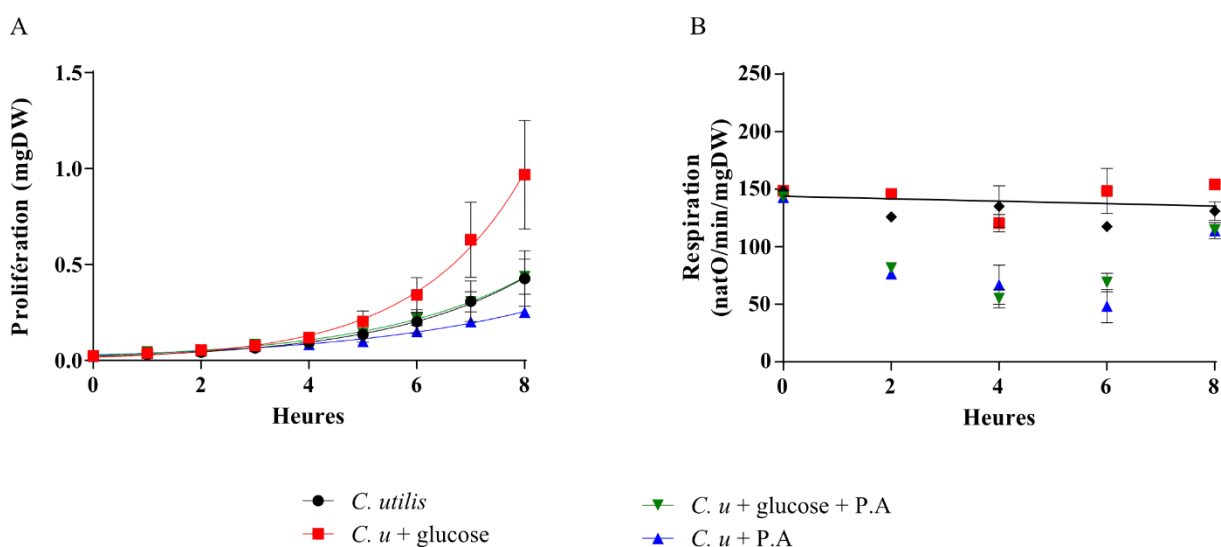 A
Prolifération (mgDW)
1.5
1.0
0.5
0.0
0 2 4 6 8
Heures
B
Respiration
(natO/min/mgDW)
250
200
150
100
50
0
0 2 4 6 8
Heures
C. utilis
C. u + glucose
C. u + glucose + P.A
C. u + P.A